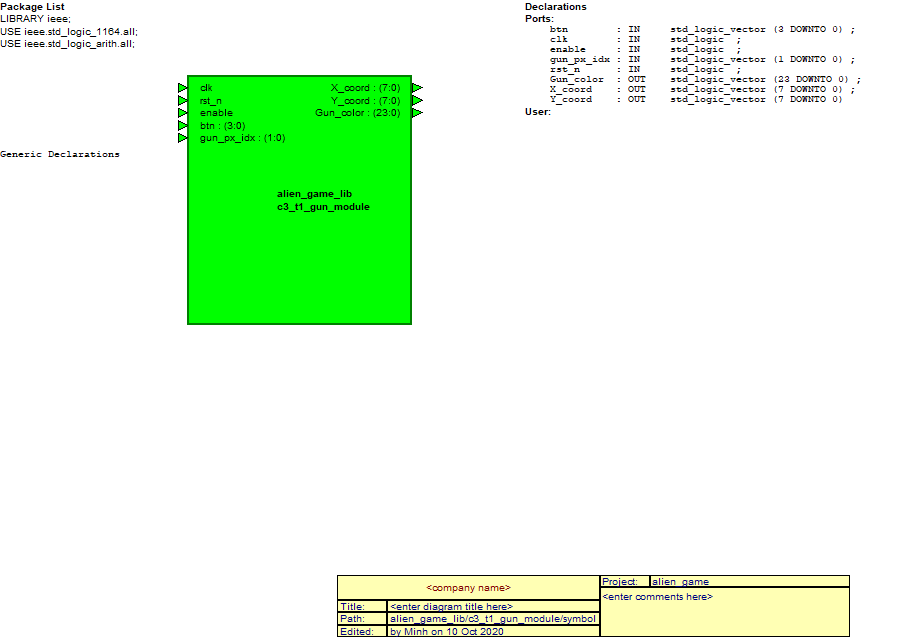 Package List
LIBRARY ieee;
USE ieee.std_logic_1164.all;
USE ieee.std_logic_arith.all;
Declarations
Ports:
btn : IN std_logic_vector (3 DOWNTO 0) ;
clk : IN std_logic ;
enable : IN std_logic ;
gun_px_idx : IN std_logic_vector (1 DOWNTO 0) ;
rst_n : IN std_logic ;
Gun_color : OUT std_logic_vector (23 DOWNTO 0) ;
X_coord : OUT std_logic_vector (7 DOWNTO 0) ;
Y_coord : OUT std_logic_vector (7 DOWNTO 0)
User:
clk X_coord : (7:0)
rst_n Y_coord : (7:0)
enable Gun_color : (23:0)
btn : (3:0)
gun_px_idx : (1:0)
Generic Declarations
alien_game_lib
c3_t1_gun_module
<company name>
Title: <enter diagram title here>
Path: alien_game_lib/c3_t1_gun_module/symbol
Edited: by Minh on 10 Oct 2020
Project: alien_game
<enter comments here>